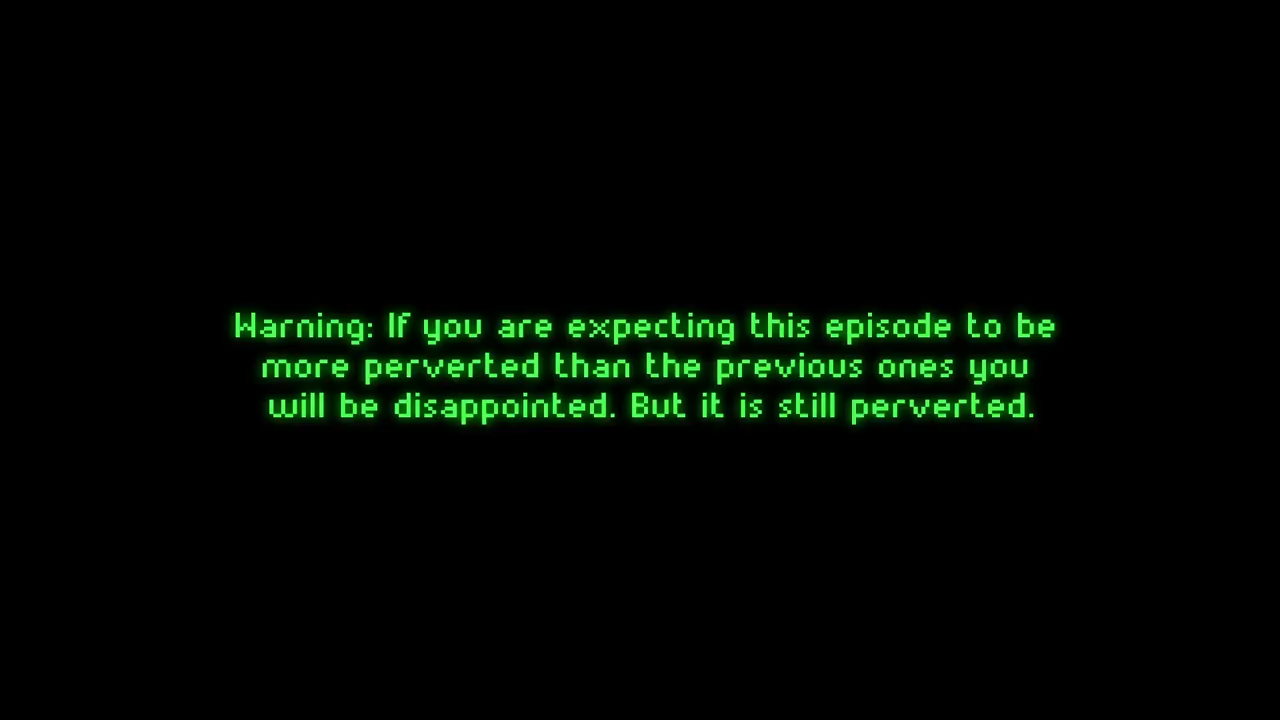 Warning: If you are expecting this episode to be
more perverted than the previous ones you
will be disappointed. But it is still perverted.